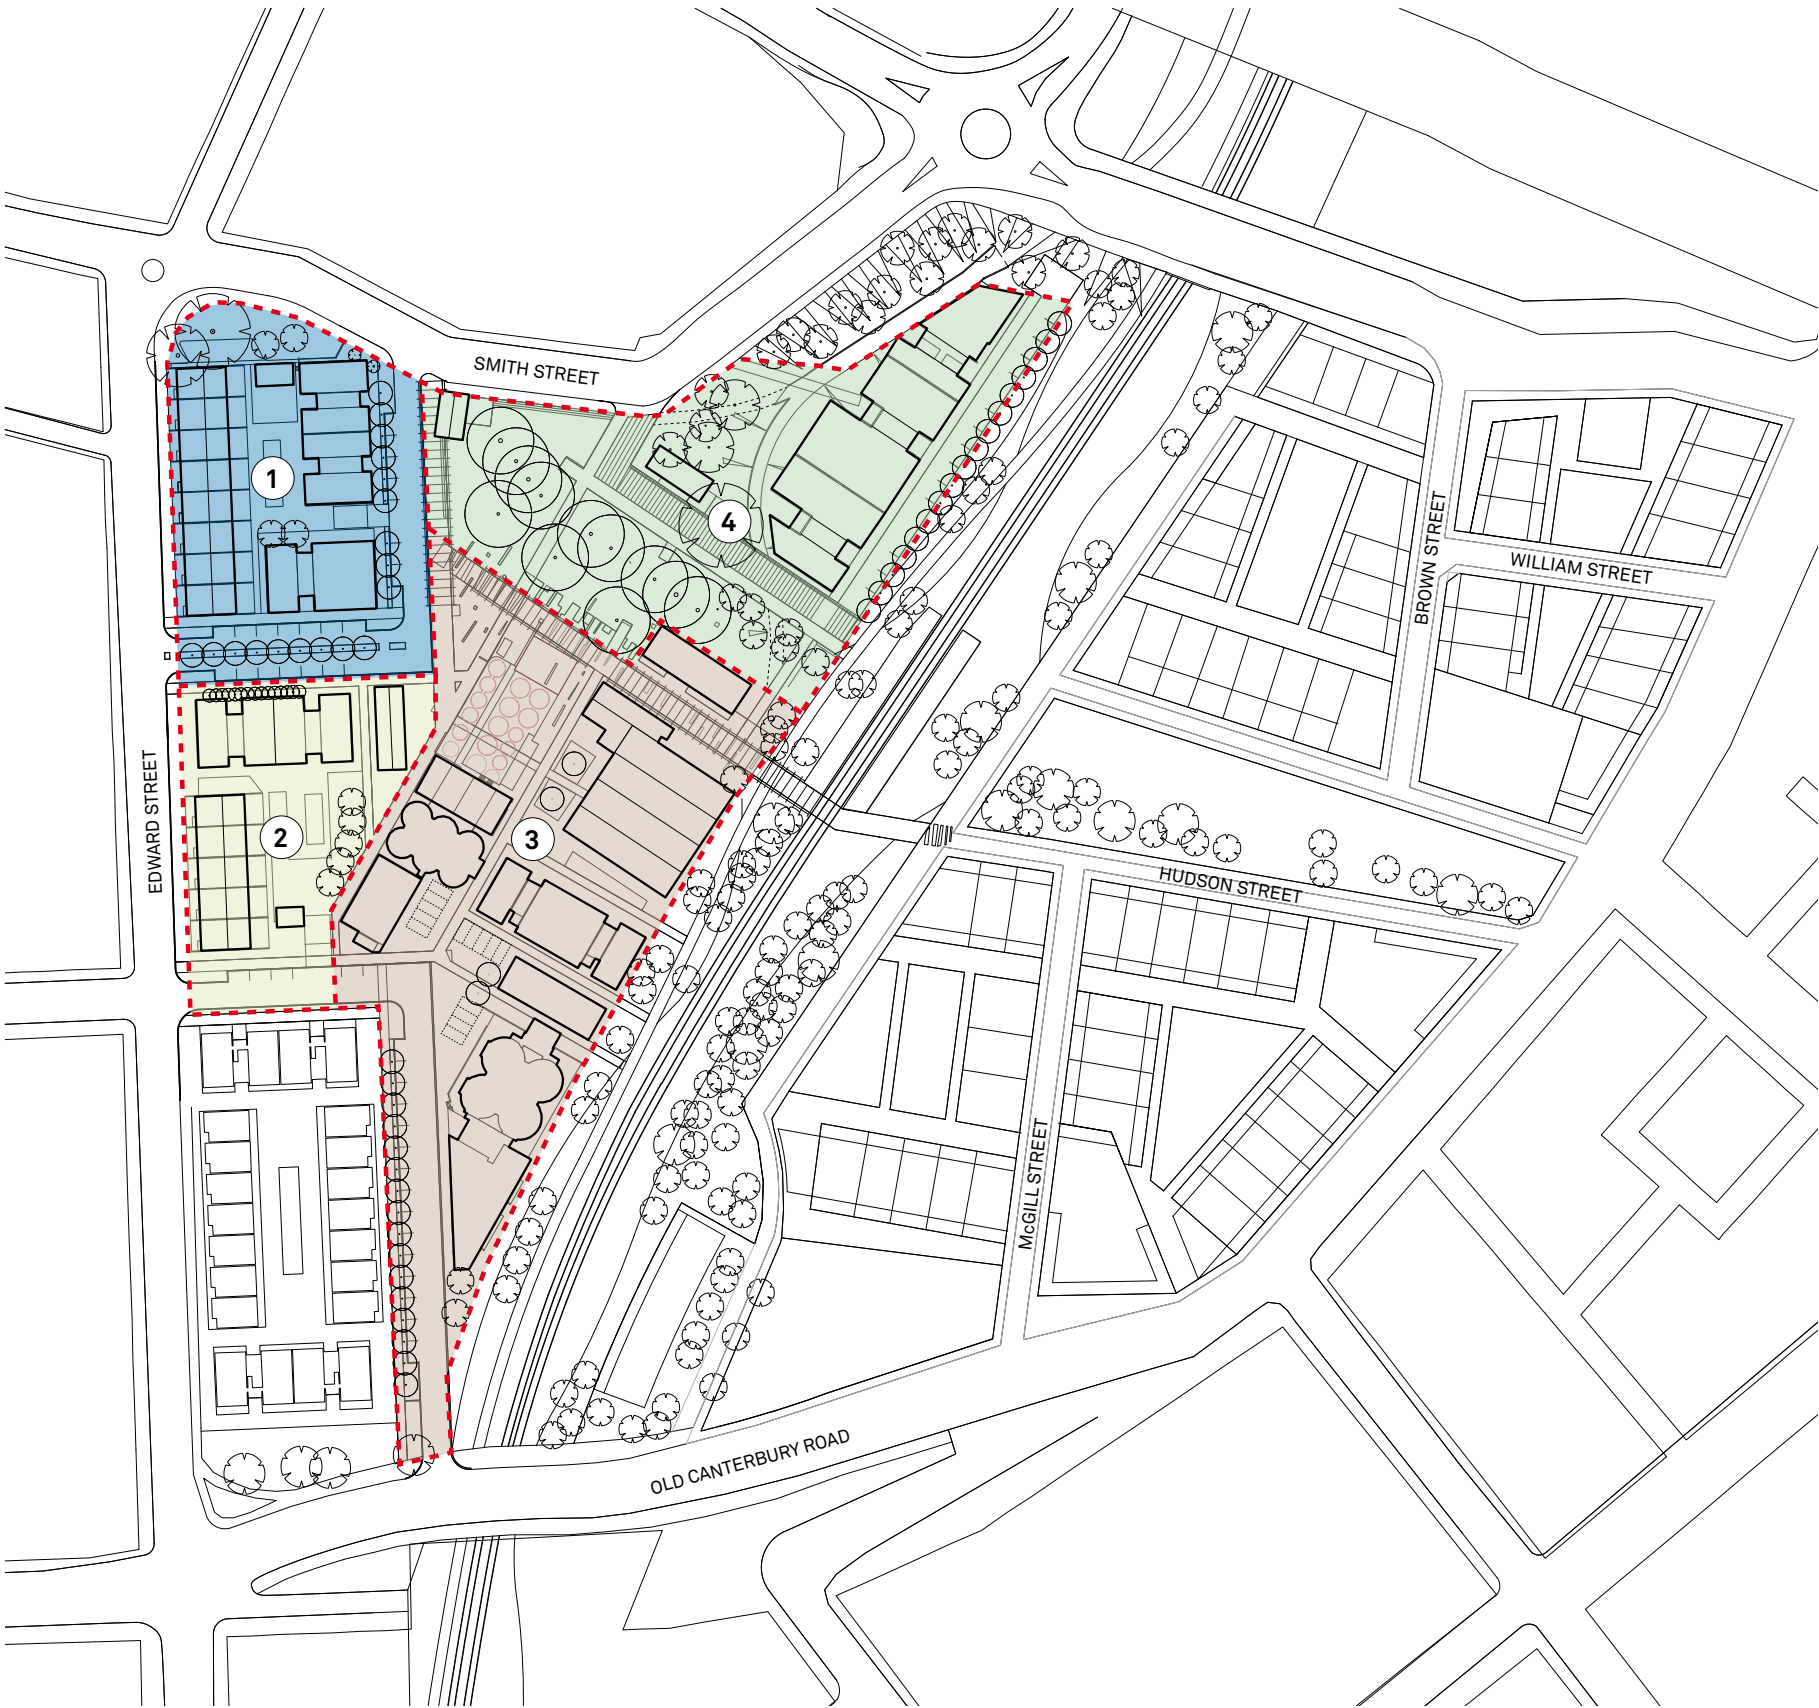 SMITH STREET
1
4
BROWN STREET
WILLIAM STREET
EDWARD STREET
2
3
HUDSON STREET
McGILL STREET
OLD CANTERBURY ROAD